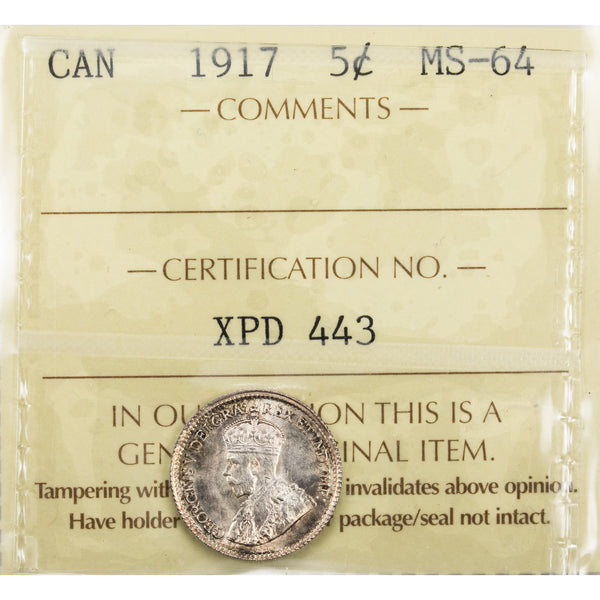 CAN 1917 5¢ MS-64
— COMMENTS —
— CERTIFICATION NO. —
XPD 443
IN OU ON THIS IS A
GEN INAL ITEM.
Tampering with invalidates above opinion.
Have holder package/seal not intact.